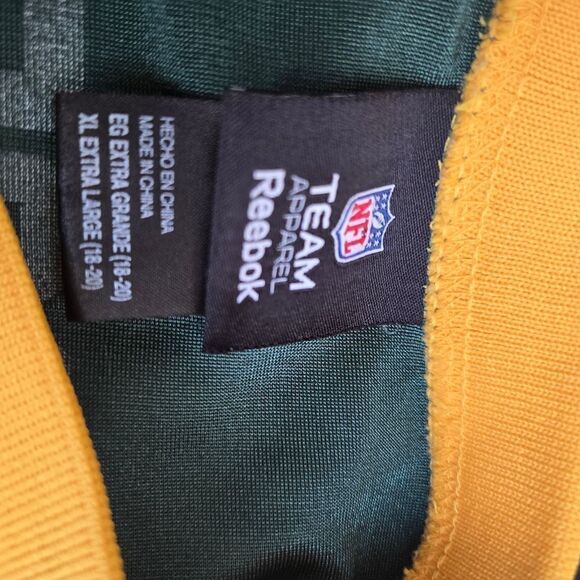 NFL
TEAM
APPAREL
Reebok
HECHO EN CHINA
MADE IN CHINA
EG EXTRA GRANDE (18-20)
XL EXTRA LARGE (18-20)